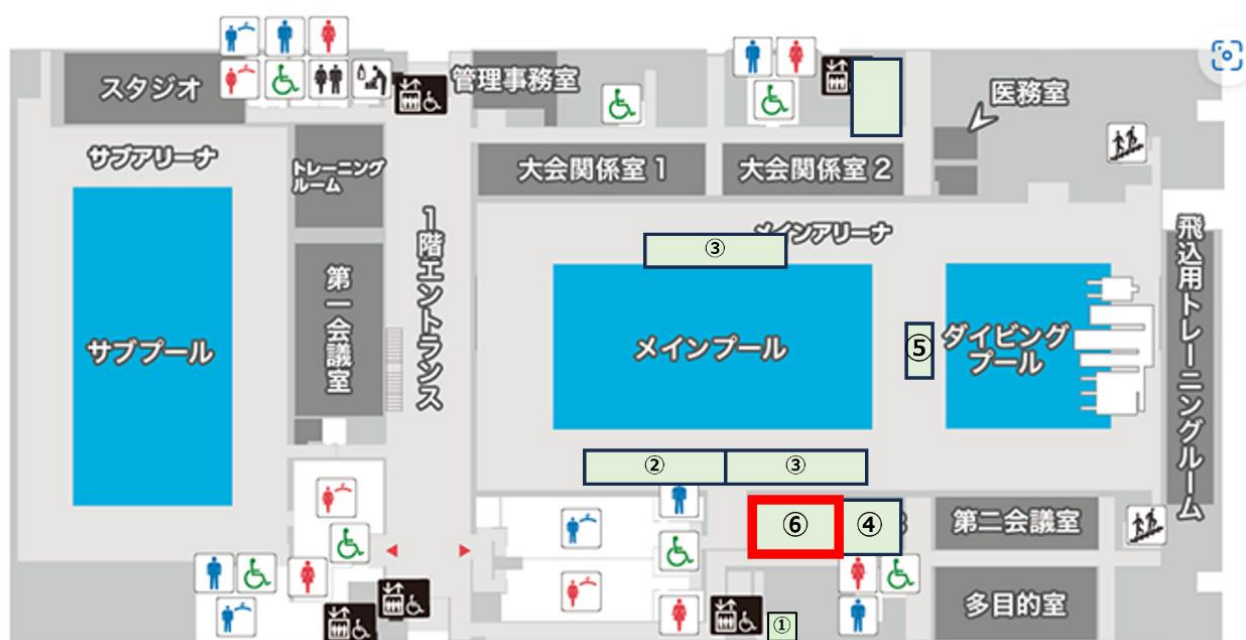 スタジオ
管理事務室
医務室
サブアリーナ
トレーニング
ルーム
大会関係室1
大会関係室2
1階エントランス
メインアリーナ
③
飛込用トレーニングルーム
第一会議室
サブプール
メインプール
⑤
ダイビング
プール
②
③
⑥
④
第二会議室
多目的室
①